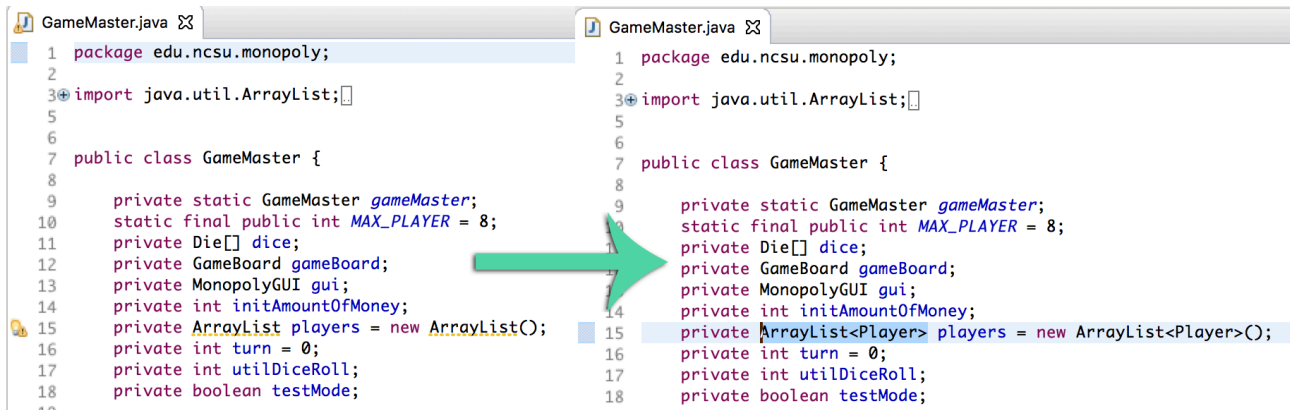 GameMaster.java
1 package edu.ncsu.monopoly;
2
3 import java.util.ArrayList;
5
6
7 public class GameMaster {
8
9 private static GameMaster gameMaster;
10 static final public int MAX_PLAYER = 8;
11 private Die[] dice;
12 private GameBoard gameBoard;
13 private MonopolyGUI gui;
14 private int initAmountOfMoney;
15 private ArrayList players = new ArrayList();
16 private int turn = 0;
17 private int utilDiceRoll;
18 private boolean testMode;
GameMaster.java
1 package edu.ncsu.monopoly;
2
3 import java.util.ArrayList;
5
6
7 public class GameMaster {
8
9 private static GameMaster gameMaster;
static final public int MAX_PLAYER = 8;
private Die[] dice;
private GameBoard gameBoard;
private MonopolyGUI gui;
14 private int initAmountOfMoney;
15 private ArrayList<Player> players = new ArrayList<Player>();
16 private int turn = 0;
17 private int utilDiceRoll;
18 private boolean testMode;